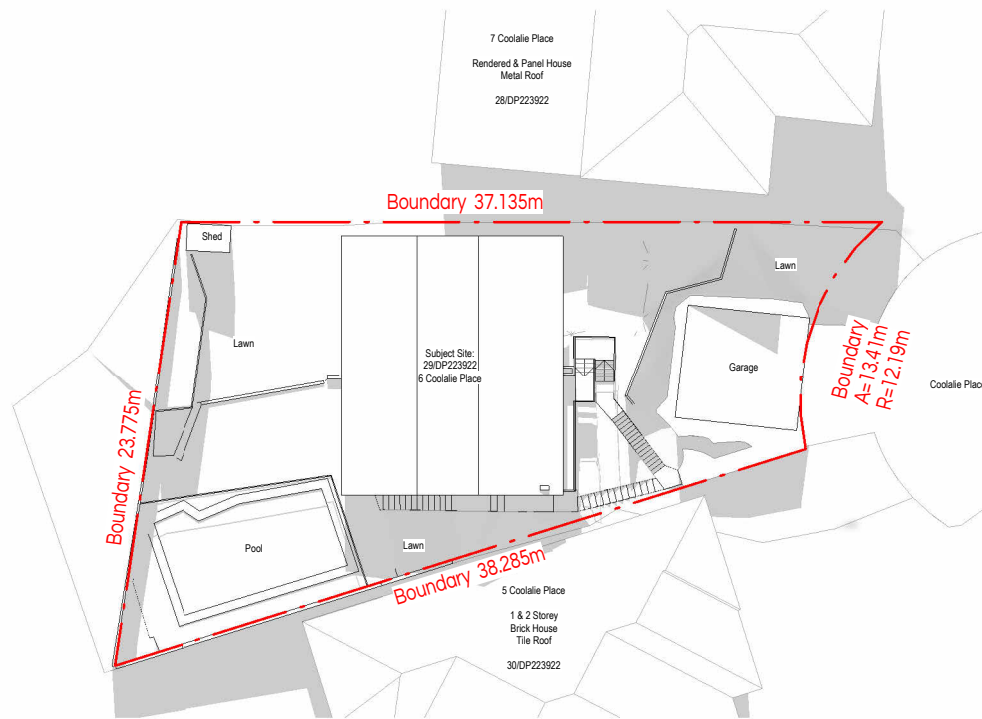 7 Coolalie Place
Rendered & Panel House
Metal Roof
28/DP223922
Boundary 37.135m
Shed
Lawn
Lawn
Subject Site:
29/DP223922
6 Coolalie Place
Garage
Boundary
A=13.41m
R=12.19m
Coolalie Plac
Boundary 23.775m
Pool
Lawn
Boundary 38.285m
5 Coolalie Place
1 & 2 Storey
Brick House
Tile Roof
30/DP223922